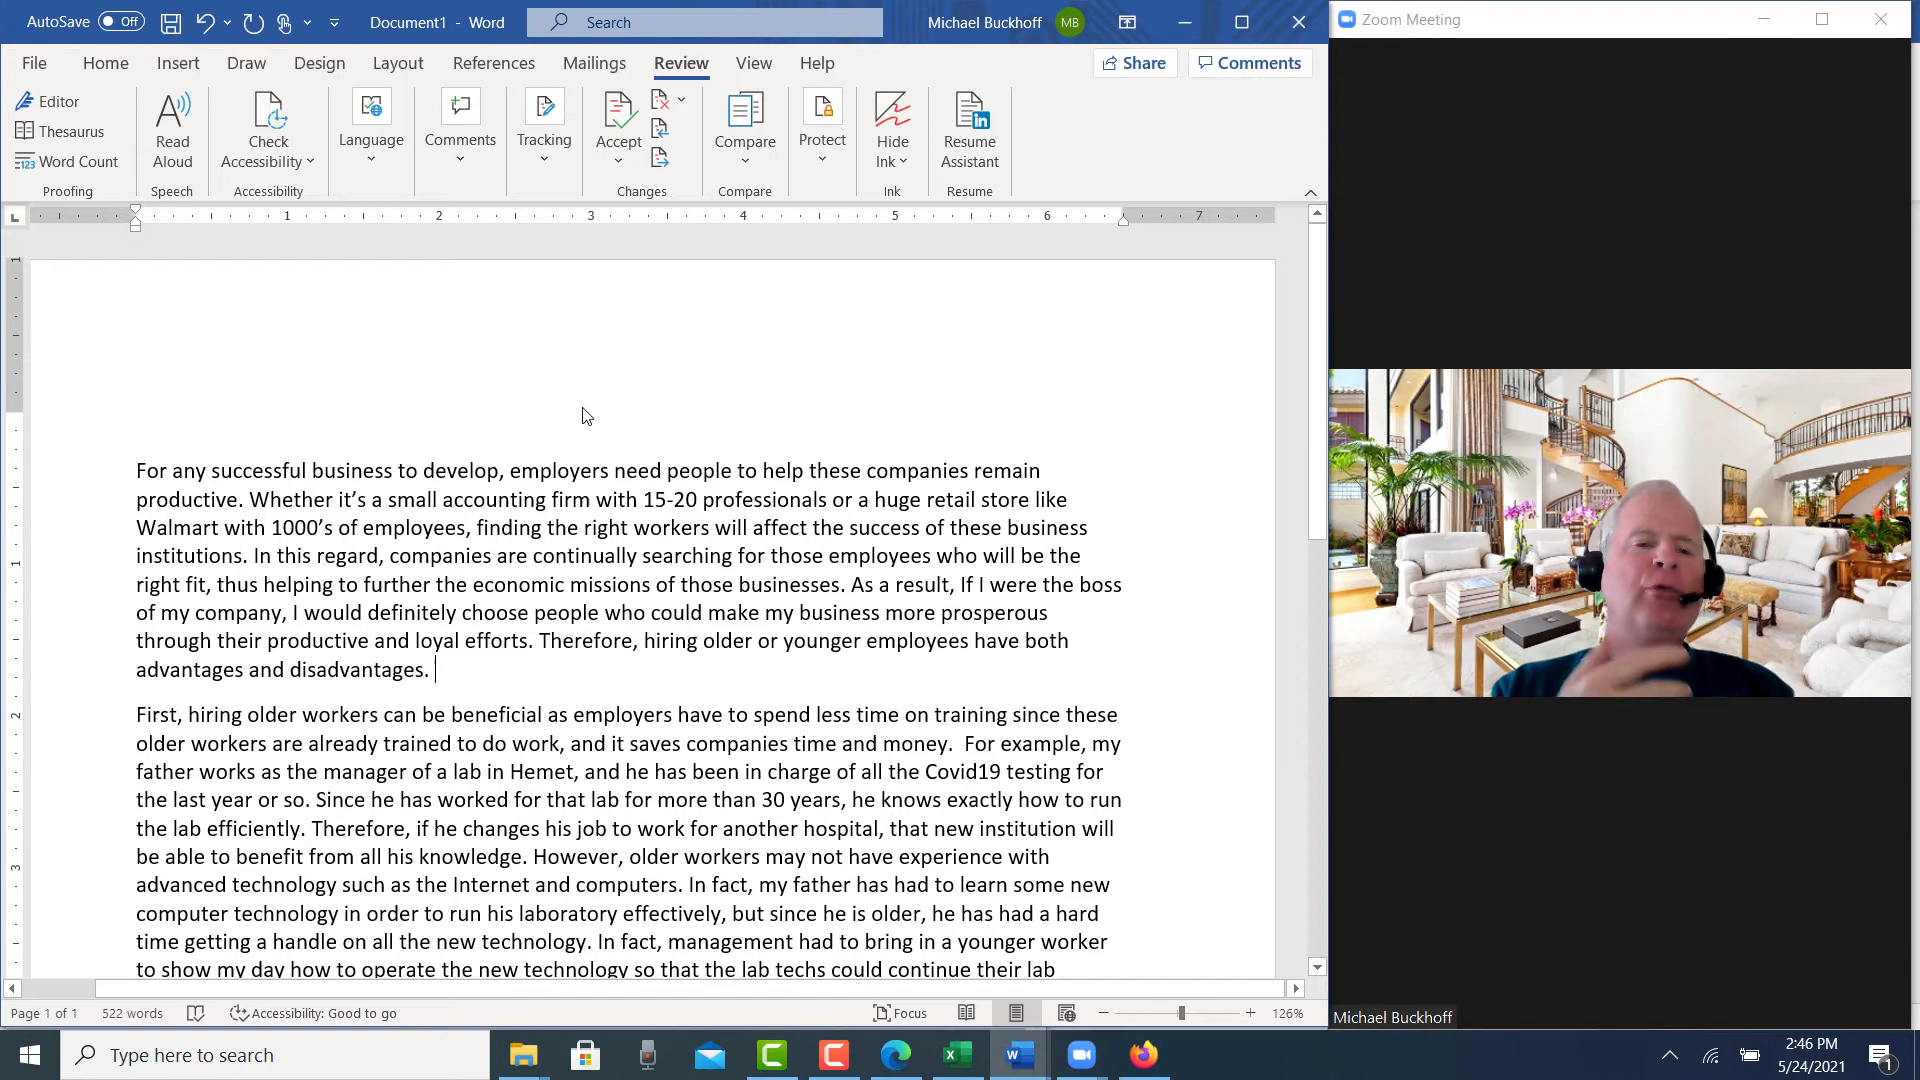 AutoSave Off Document1 - Word Search Michael Buckhoff MB
Zoom Meeting
File Home Insert Draw Design Layout References Mailings Review View Help Share Comments
Editor
Thesaurus
Word Count
Proofing
Read Aloud
Speech
Check Accessibility
Accessibility
Language
Comments
Tracking
Accept
Changes
Compare
Compare
Protect
Hide Ink
Ink
Resume Assistant
Resume
1 2 3 4 5 6 7
For any successful business to develop, employers need people to help these companies remain
productive. Whether it’s a small accounting firm with 15-20 professionals or a huge retail store like
Walmart with 1000’s of employees, finding the right workers will affect the success of these business
institutions. In this regard, companies are continually searching for those employees who will be the
right fit, thus helping to further the economic missions of those businesses. As a result, If I were the boss
of my company, I would definitely choose people who could make my business more prosperous
through their productive and loyal efforts. Therefore, hiring older or younger employees have both
advantages and disadvantages.
First, hiring older workers can be beneficial as employers have to spend less time on training since these
older workers are already trained to do work, and it saves companies time and money.  For example, my
father works as the manager of a lab in Hemet, and he has been in charge of all the Covid19 testing for
the last year or so. Since he has worked for that lab for more than 30 years, he knows exactly how to run
the lab efficiently. Therefore, if he changes his job to work for another hospital, that new institution will
be able to benefit from all his knowledge. However, older workers may not have experience with
advanced technology such as the Internet and computers. In fact, my father has had to learn some new
computer technology in order to run his laboratory effectively, but since he is older, he has had a hard
time getting a handle on all the new technology. In fact, management had to bring in a younger worker
to show my day how to operate the new technology so that the lab techs could continue their lab
Page 1 of 1 522 words Accessibility: Good to go Focus 126%
Michael Buckhoff
Type here to search
2:46 PM
5/24/2021
1